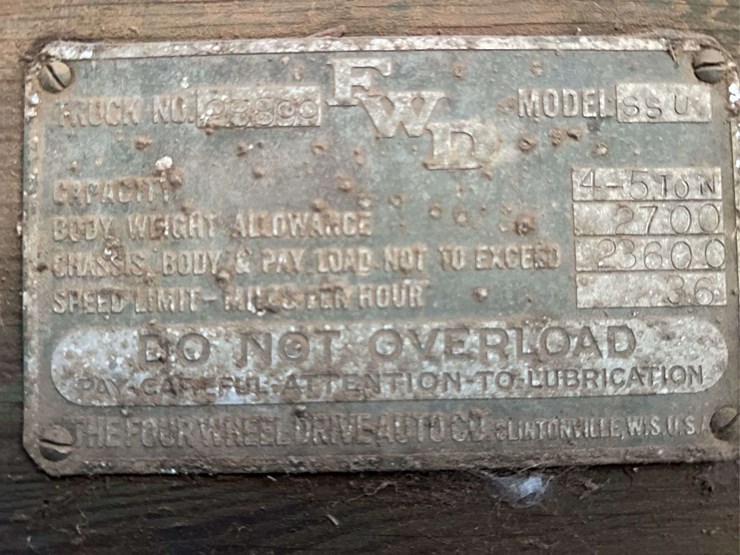 TRUCK NO. FWD MODEL SSU
CAPACITY 4-5 TON
BODY WEIGHT ALLOWANCE 2700
CHASSIS, BODY & PAY LOAD NOT TO EXCEED 23600
SPEED LIMIT-MILES PER HOUR 36
DO NOT OVERLOAD
PAY-CAREFUL-ATTENTION-TO-LUBRICATION
THE FOUR WHEEL DRIVE AUTO CO. CLINTONVILLE, WIS. U.S.A.